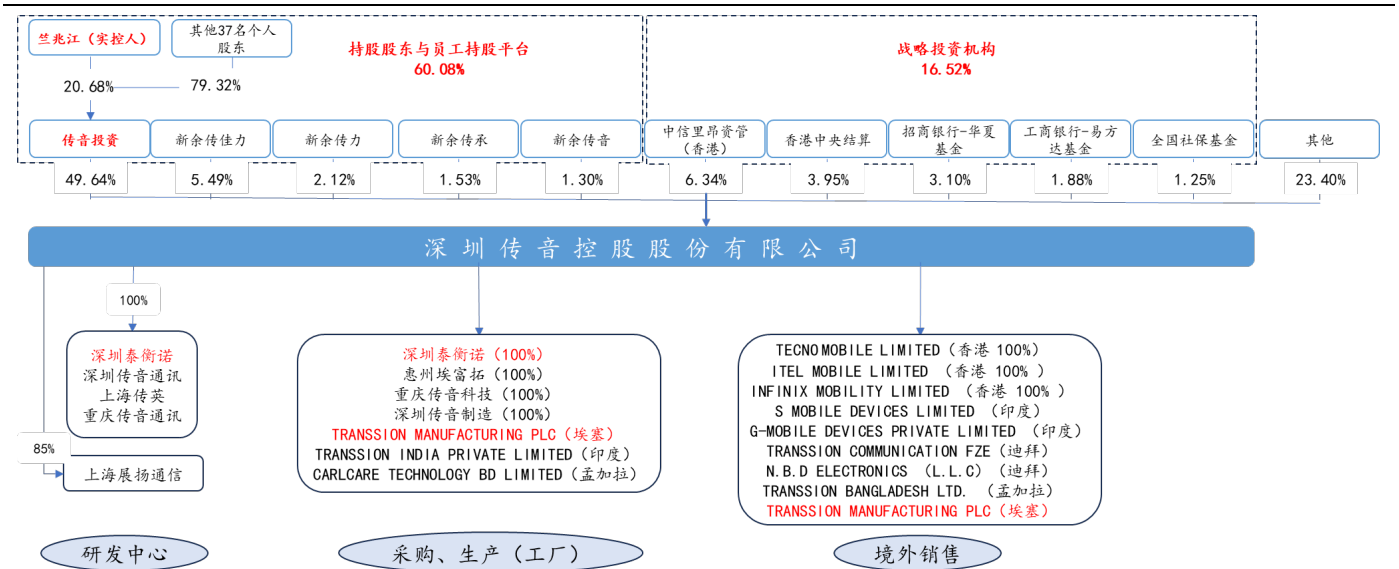 竺兆江（实控人）
其他37名个人
股东
持股股东与员工持股平台
60.08%
战略投资机构
16.52%
20.68%
79.32%
传音投资
新余传佳力
新余传力
新余传承
新余传音
中信里昂资管
（香港）
香港中央结算
招商银行-华夏
基金
工商银行-易方
达基金
全国社保基金
其他
49.64%
5.49%
2.12%
1.53%
1.30%
6.34%
3.95%
3.10%
1.88%
1.25%
23.40%
深圳传音控股股份有限公司
100%
深圳泰衡诺
深圳传音通讯
上海传英
重庆传音通讯
85%
上海展扬通信
深圳泰衡诺（100%）
惠州埃富拓（100%）
重庆传音科技（100%）
深圳传音制造（100%）
TRANSSION MANUFACTURING PLC（埃塞）
TRANSSION INDIA PRIVATE LIMITED（印度）
CARLCARE TECHNOLOGY BD LIMITED（孟加拉）
TECNO MOBILE LIMITED（香港 100%）
ITEL MOBILE LIMITED （香港 100% ）
INFINIX MOBILITY LIMITED （香港 100% ）
S MOBILE DEVICES LIMITED （印度）
G-MOBILE DEVICES PRIVATE LIMITED （印度）
TRANSSION COMMUNICATION FZE（迪拜）
N.B.D ELECTRONICS （L.L.C）（迪拜）
TRANSSION BANGLADESH LTD. （孟加拉）
TRANSSION MANUFACTURING PLC（埃塞）
研发中心
采购、生产（工厂）
境外销售